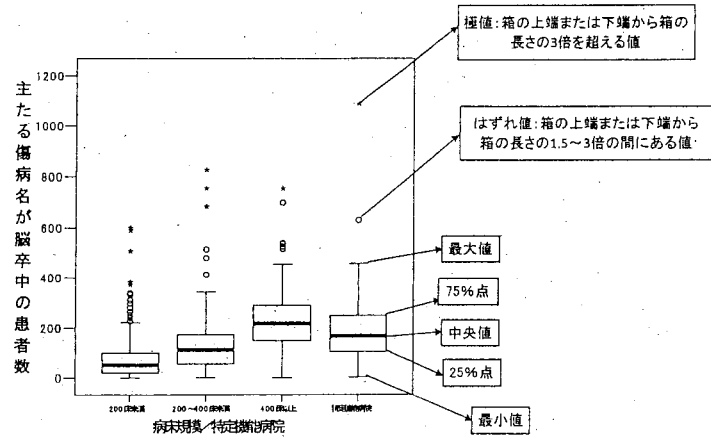 極値:箱の上端または下端から箱の
長さの3倍を超える値
主たる傷病名が脳卒中の患者数
1200
1000
800
600
400
200
0
はずれ値:箱の上端または下端から
箱の長さの1.5～3倍の間にある値
最大値
75%点
中央値
25%点
最小値
200床未満
200～400床未満
400床以上
特定機能病院
病床規模/特定機能病院